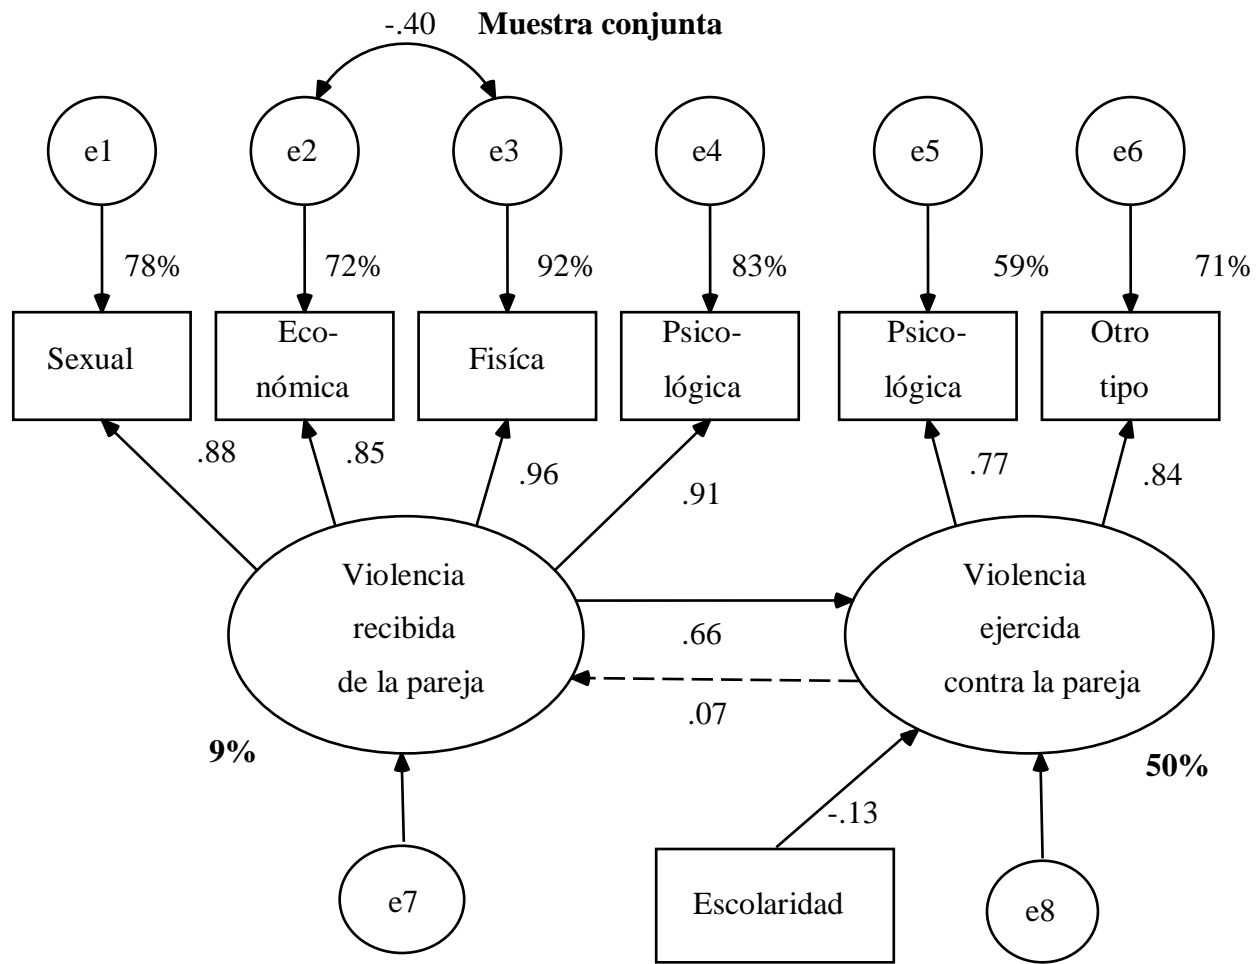 -.40 Muestra conjunta
e1 e2 e3 e4 e5 e6
78% 72% 92% 83% 59% 71%
Sexual
Eco-
nómica
Fisíca
Psico-
lógica
Psico-
lógica
Otro
tipo
.88 .85 .96 .91 .77 .84
Violencia
recibida
de la pareja
.66
.07
Violencia
ejercida
contra la pareja
9%
50%
-.13
e7
Escolaridad
e8